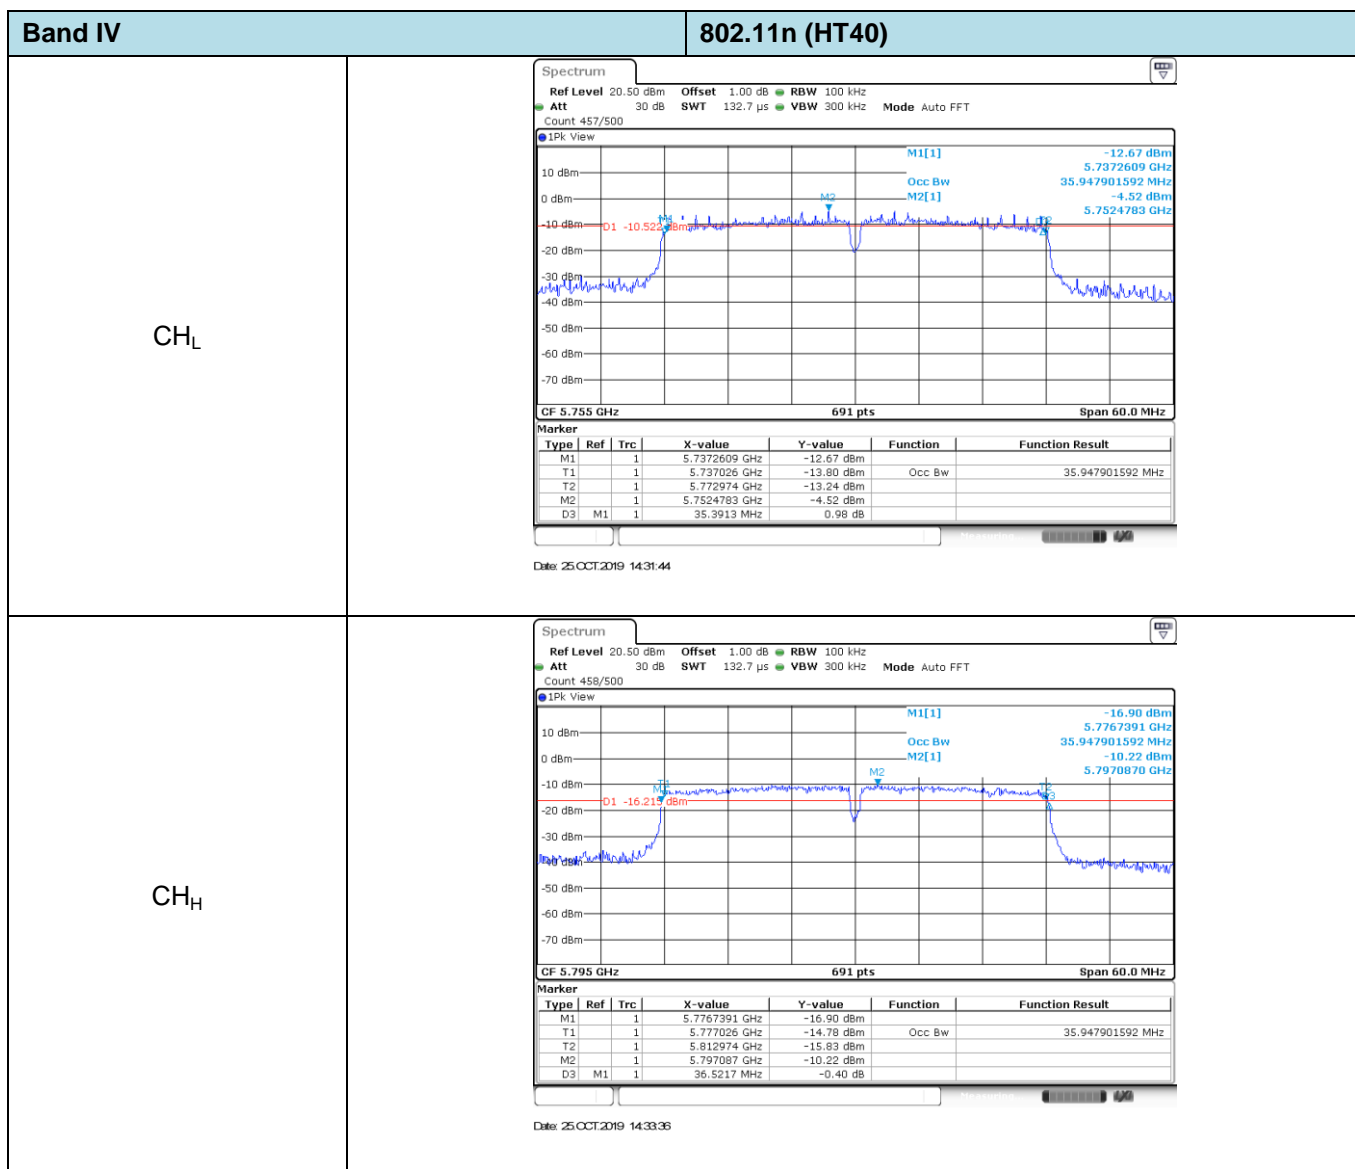 Band IV 802.11n (HT40)
CHL
Spectrum
Ref Level 20.50 dBm Offset 1.00 dB RBW 100 kHz
Att 30 dB SWT 132.7 µs VBW 300 kHz Mode Auto FFT
Count 457/500
1Pk View
M1[1] -12.67 dBm
5.7372609 GHz
10 dBm
Occ Bw 35.947901592 MHz
0 dBm M2 M2[1] -4.52 dBm
5.7524783 GHz
-10 dBm D1 -10.522 dBm
-20 dBm
-30 dBm
-40 dBm
-50 dBm
-60 dBm
-70 dBm
CF 5.755 GHz 691 pts Span 60.0 MHz
Marker
Type Ref Trc X-value Y-value Function Function Result
M1 1 5.7372609 GHz -12.67 dBm
T1 1 5.737026 GHz -13.80 dBm Occ Bw 35.947901592 MHz
T2 1 5.772974 GHz -13.24 dBm
M2 1 5.7524783 GHz -4.52 dBm
D3 M1 1 35.3913 MHz 0.98 dB
Measuring
Date: 25.OCT.2019 14:31:44
CHH
Spectrum
Ref Level 20.50 dBm Offset 1.00 dB RBW 100 kHz
Att 30 dB SWT 132.7 µs VBW 300 kHz Mode Auto FFT
Count 458/500
1Pk View
M1[1] -16.90 dBm
5.7767391 GHz
10 dBm
Occ Bw 35.947901592 MHz
0 dBm M2[1] -10.22 dBm
M2 5.7970870 GHz
-10 dBm T1 T2
D1 -16.215 dBm
-20 dBm
-30 dBm
-40 dBm
-50 dBm
-60 dBm
-70 dBm
CF 5.795 GHz 691 pts Span 60.0 MHz
Marker
Type Ref Trc X-value Y-value Function Function Result
M1 1 5.7767391 GHz -16.90 dBm
T1 1 5.777026 GHz -14.78 dBm Occ Bw 35.947901592 MHz
T2 1 5.812974 GHz -15.83 dBm
M2 1 5.797087 GHz -10.22 dBm
D3 M1 1 36.5217 MHz -0.40 dB
Measuring
Date: 25.OCT.2019 14:33:36